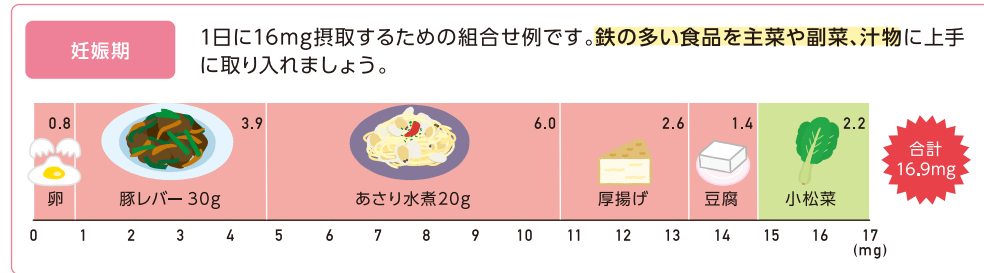 妊娠期
1日に16mg摂取するための組合せ例です。鉄の多い食品を主菜や副菜、汁物に上手
に取り入れましょう。
0.8 3.9 6.0 2.6 1.4 2.2
卵 豚レバー 30g あさり水煮20g 厚揚げ 豆腐 小松菜
合計
16.9mg
0 1 2 3 4 5 6 7 8 9 10 11 12 13 14 15 16 17
(mg)